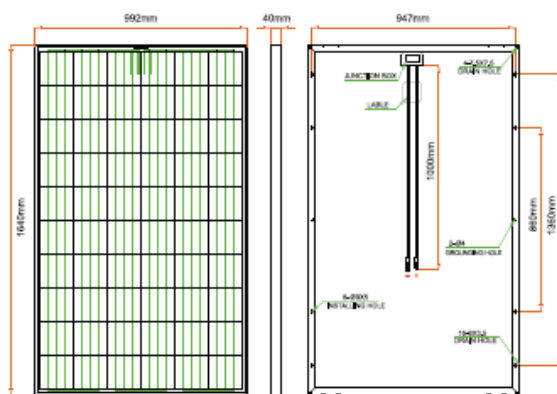 992mm
40mm
947mm
JUNCTION BOX
DRAIN HOLE
LABLE
1640mm
1000mm
860mm
1360mm
GROUNDING HOLE
INSTALLING HOLE
DRAIN HOLE